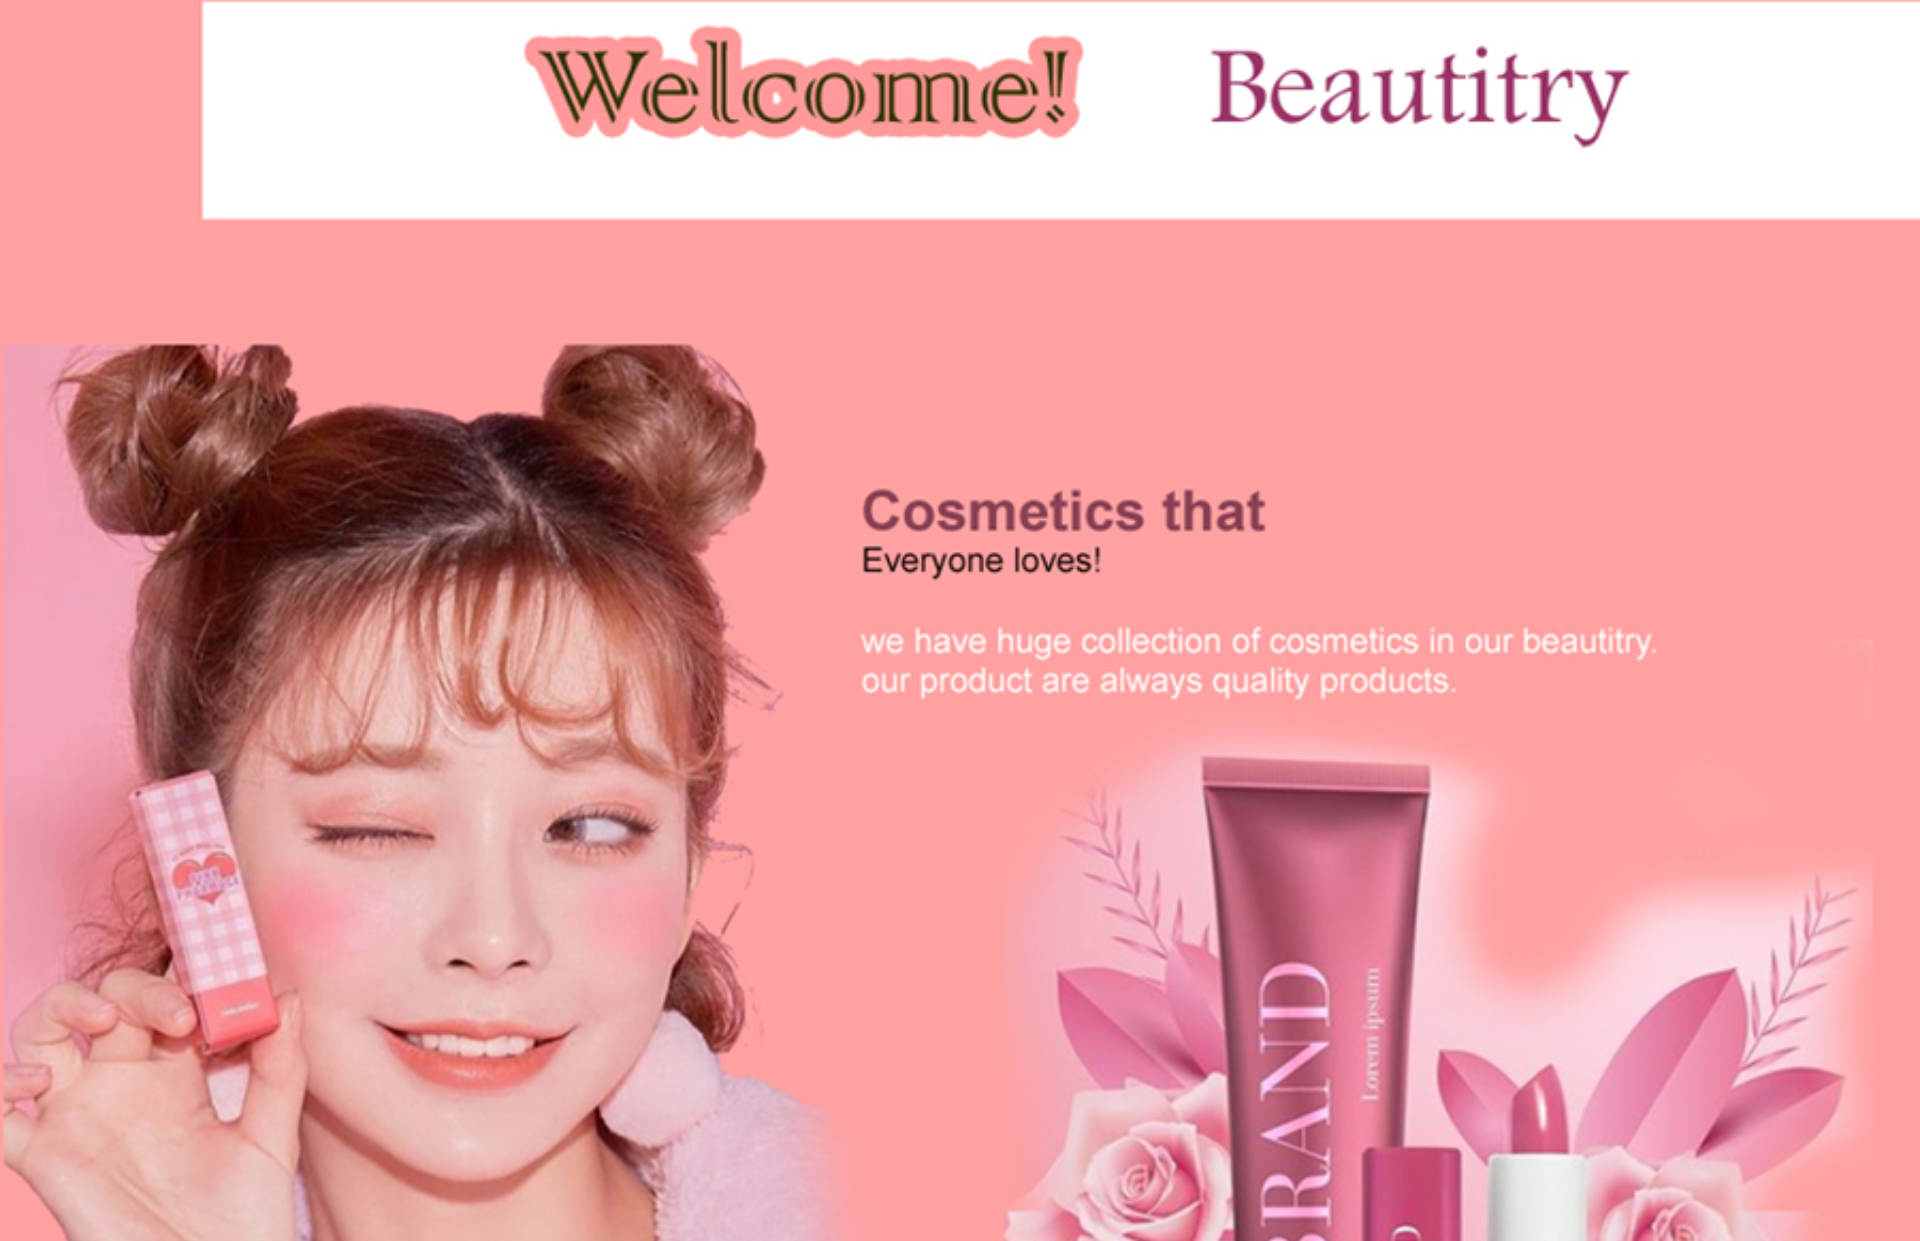 Welcome! Beautitry
Cosmetics that
Everyone loves!
we have huge collection of cosmetics in our beautitry.
our product are always quality products.
BRAND
Lorem ipsum